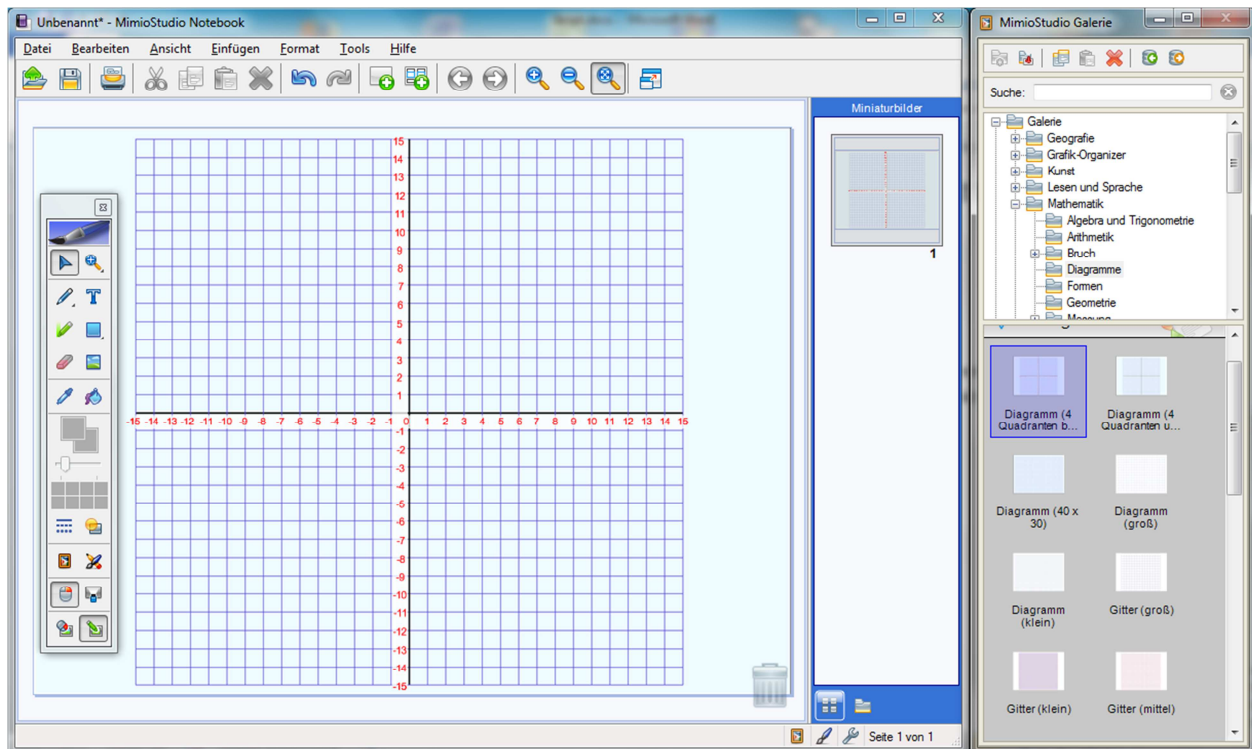 Unbenannt* - MimioStudio Notebook
Datei Bearbeiten Ansicht Einfügen Format Tools Hilfe
Miniaturbilder
1
15
14
13
12
11
10
9
8
7
6
5
4
3
2
1
-15 -14 -13 -12 -11 -10 -9 -8 -7 -6 -5 -4 -3 -2 -1 0 1 2 3 4 5 6 7 8 9 10 11 12 13 14 15
-1
-2
-3
-4
-5
-6
-7
-8
-9
-10
-11
-12
-13
-14
-15
Seite 1 von 1
MimioStudio Galerie
Suche:
Galerie
Geografie
Grafik-Organizer
Kunst
Lesen und Sprache
Mathematik
Algebra und Trigonometrie
Arithmetik
Bruch
Diagramme
Formen
Geometrie
Messung
Diagramm (4
Quadranten b...
Diagramm (4
Quadranten u...
Diagramm (40 x
30)
Diagramm
(groß)
Diagramm
(klein)
Gitter (groß)
Gitter (klein)
Gitter (mittel)